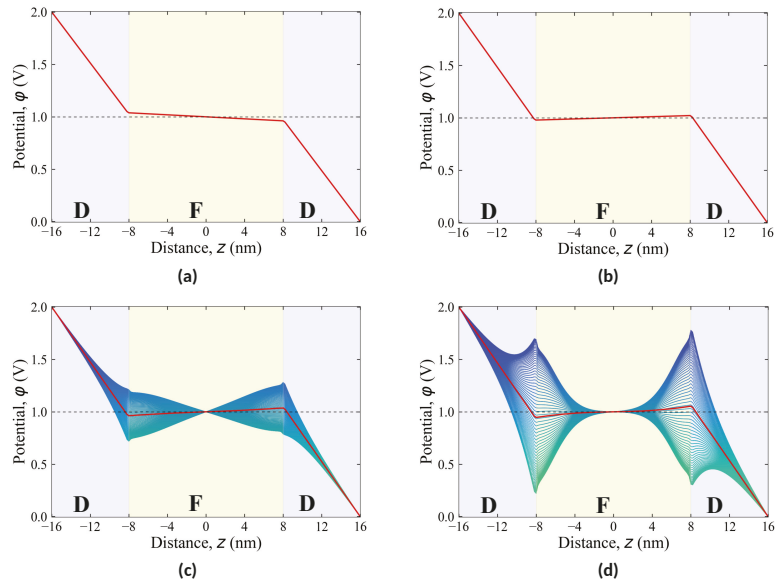 2.0
1.5
1.0
0.5
0.0
Potential, φ (V)
D F D
−16 −12 −8 −4 0 4 8 12 16
Distance, z (nm)
(a)
2.0
1.5
1.0
0.5
0.0
Potential, φ (V)
D F D
−16 −12 −8 −4 0 4 8 12 16
Distance, z (nm)
(b)
2.0
1.5
1.0
0.5
0.0
Potential, φ (V)
D F D
−16 −12 −8 −4 0 4 8 12 16
Distance, z (nm)
(c)
2.0
1.5
1.0
0.5
0.0
Potential, φ (V)
D F D
−16 −12 −8 −4 0 4 8 12 16
Distance, z (nm)
(d)